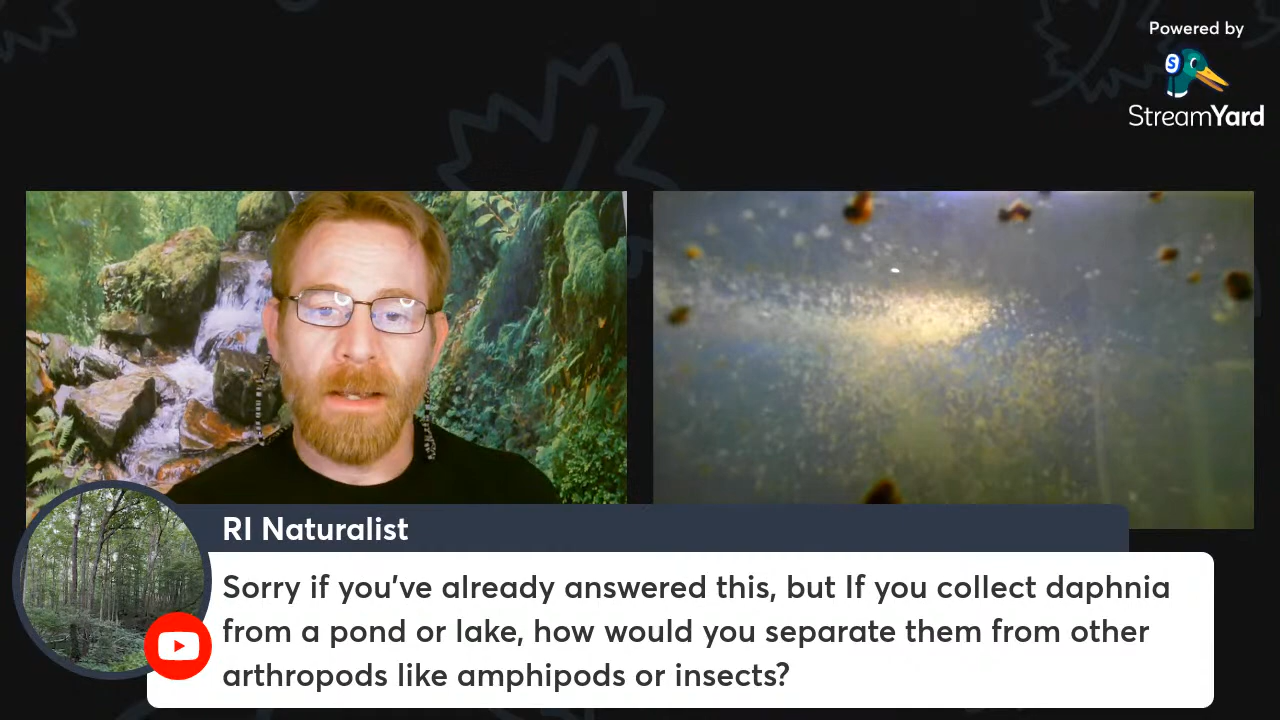 Powered by
S
StreamYard
RI Naturalist
Sorry if you've already answered this, but If you collect daphnia
from a pond or lake, how would you separate them from other
arthropods like amphipods or insects?